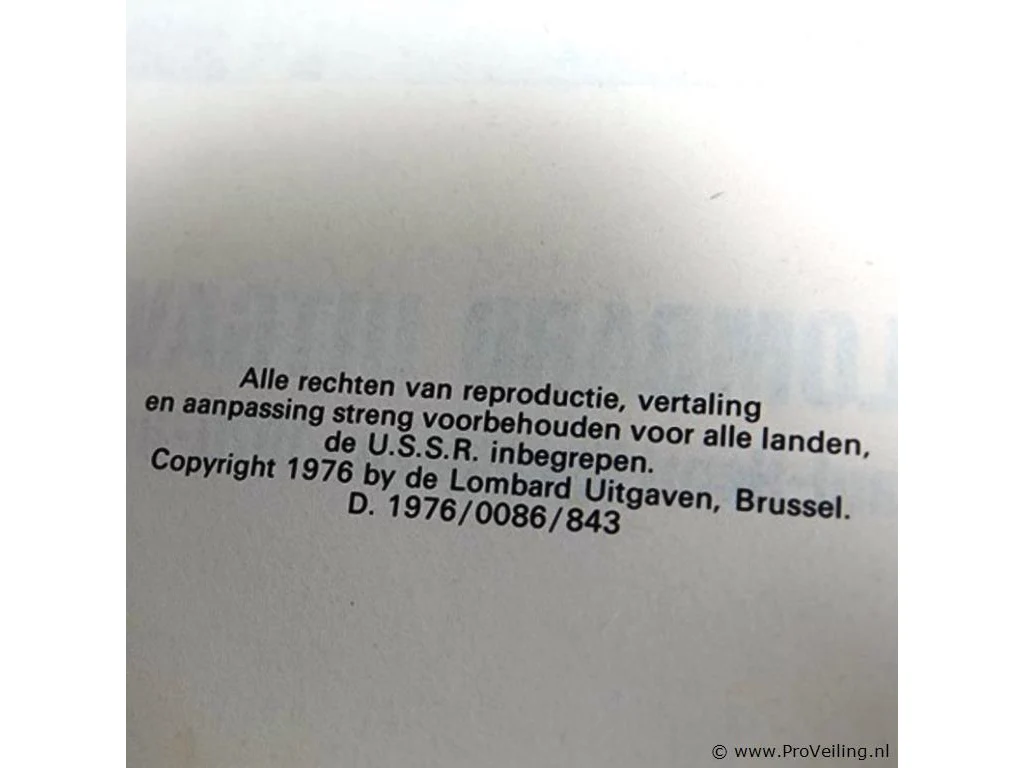 Alle rechten van reproductie, vertaling
en aanpassing streng voorbehouden voor alle landen,
de U.S.S.R. inbegrepen.
Copyright 1976 by de Lombard Uitgaven, Brussel.
D. 1976/0086/843
© www.ProVeiling.nl